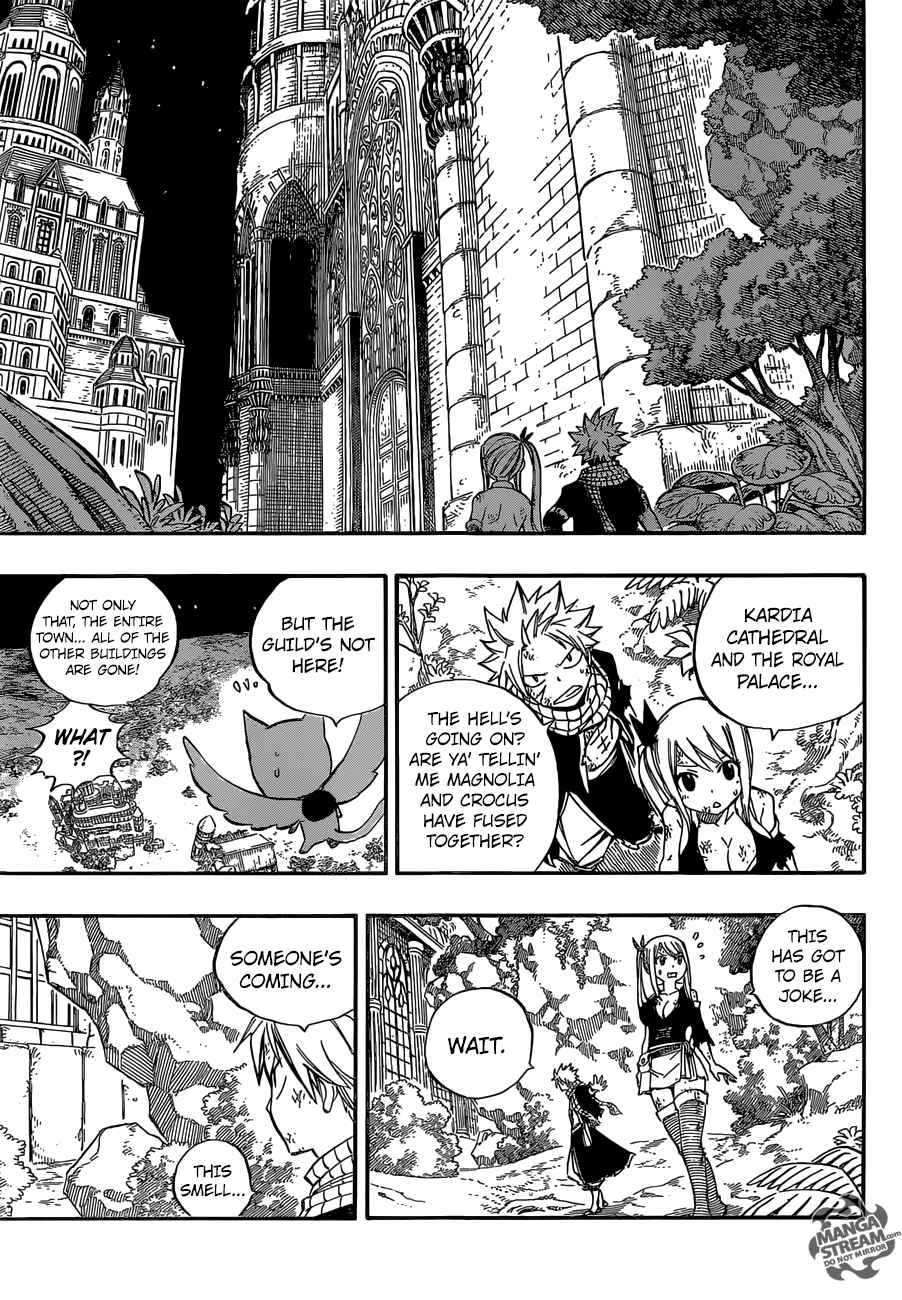 KARDIA
CATHEDRAL
AND THE ROYAL
PALACE...
THE HELL'S
GOING ON?
ARE YA' TELLIN'
ME MAGNOLIA
AND CROCUS
HAVE FUSED
TOGETHER?
BUT THE
GUILD'S NOT
HERE!
NOT ONLY
THAT, THE ENTIRE
TOWN... ALL OF THE
OTHER BUILDINGS
ARE GONE!
WHAT
?!
THIS
HAS GOT
TO BE A
JOKE...
WAIT.
SOMEONE'S
COMING...
THIS
SMELL...
MANGA
STREAM.com
DO NOT MIRROR